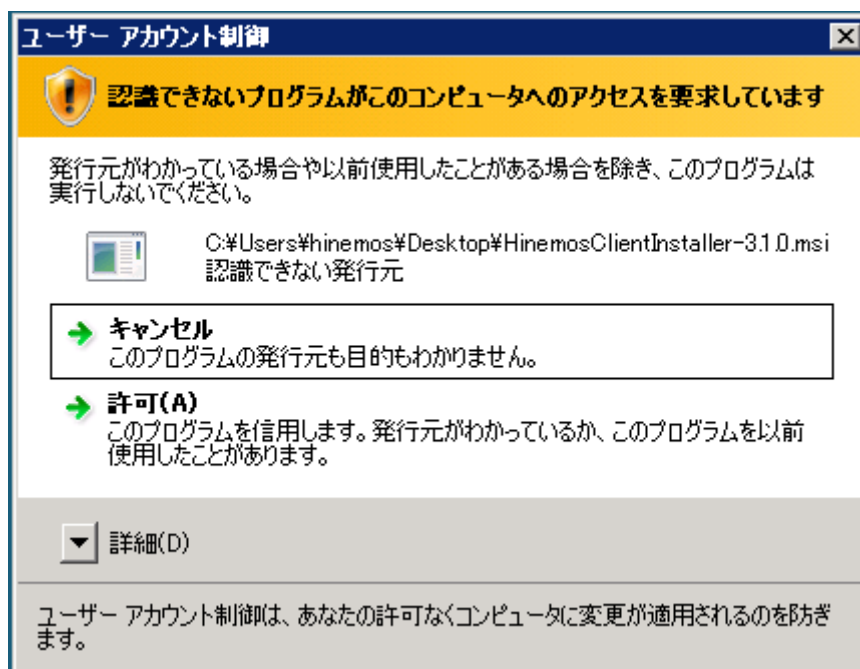 ユーザー アカウント制御
認識できないプログラムがこのコンピュータへのアクセスを要求しています
発行元がわかっている場合や以前使用したことがある場合を除き、このプログラムは
実行しないでください。
C:¥Users¥hinemos¥Desktop¥HinemosClientInstaller-3.1.0.msi
認識できない発行元
キャンセル
このプログラムの発行元も目的もわかりません。
許可(A)
このプログラムを信用します。発行元がわかっているか、このプログラムを以前
使用したことがあります。
詳細(D)
ユーザー アカウント制御は、あなたの許可なくコンピュータに変更が適用されるのを防ぎ
ます。